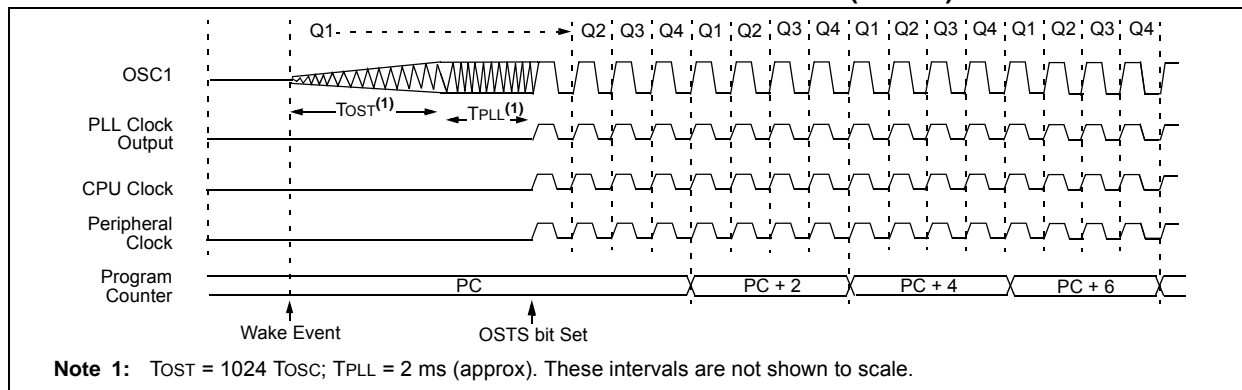 Q1 Q2 Q3 Q4 Q1 Q2 Q3 Q4 Q1 Q2 Q3 Q4 Q1 Q2 Q3 Q4
OSC1
TOST(1) TPLL(1)
PLL Clock
Output
CPU Clock
Peripheral
Clock
Program
Counter
PC PC + 2 PC + 4 PC + 6
Wake Event OSTS bit Set
Note 1: TOST = 1024 TOSC; TPLL = 2 ms (approx). These intervals are not shown to scale.